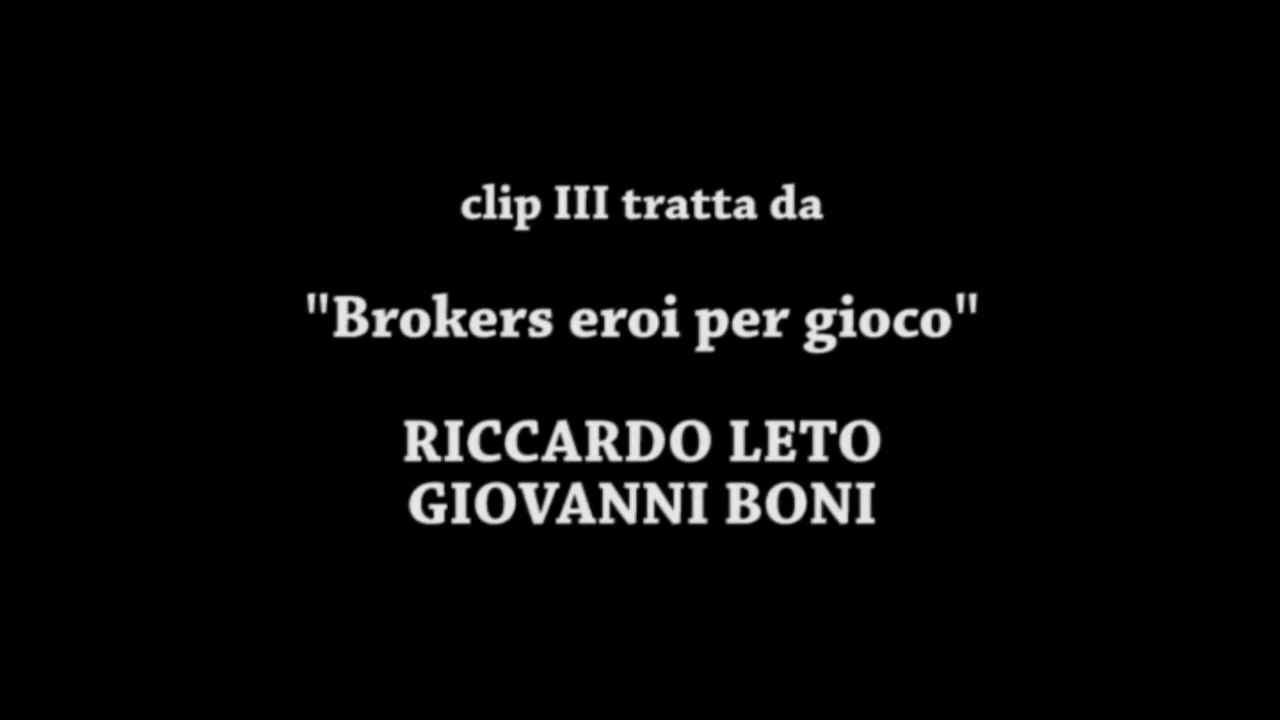 clip III tratta da
"Brokers eroi per gioco"
RICCARDO LETO
GIOVANNI BONI